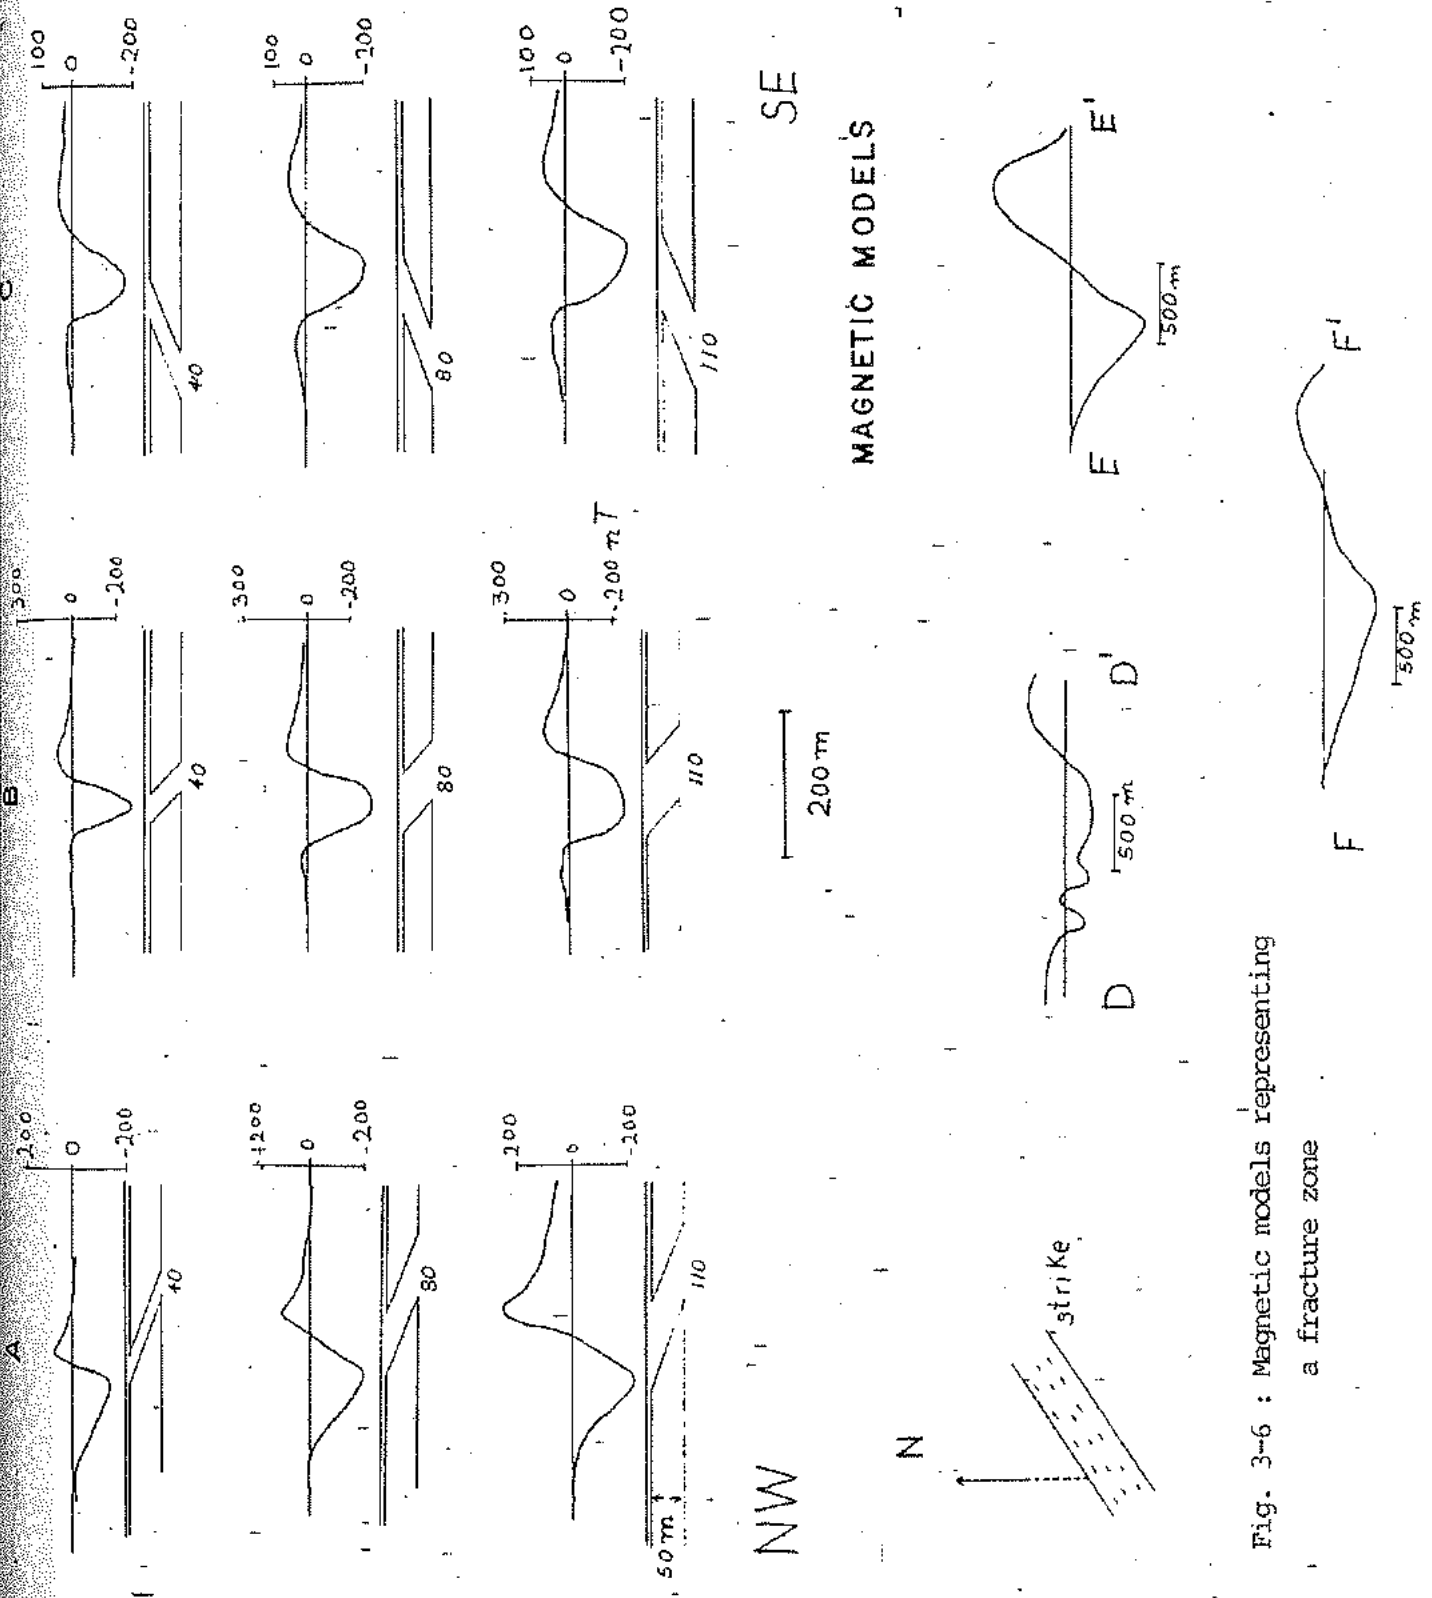 A
B
C
200
0
-200
40
300
0
-200
40
100
0
-200
40
+200
0
-200
80
300
0
-200
80
100
0
-200
80
200
0
-200
110
50 m
300
0
-200 nT
110
100
0
-200
110
NW
200 m
SE
MAGNETIC MODELS
N
strike
D
D'
500 m
E
E'
500 m
F
F'
500 m
Fig. 3-6 : Magnetic models representing
a fracture zone